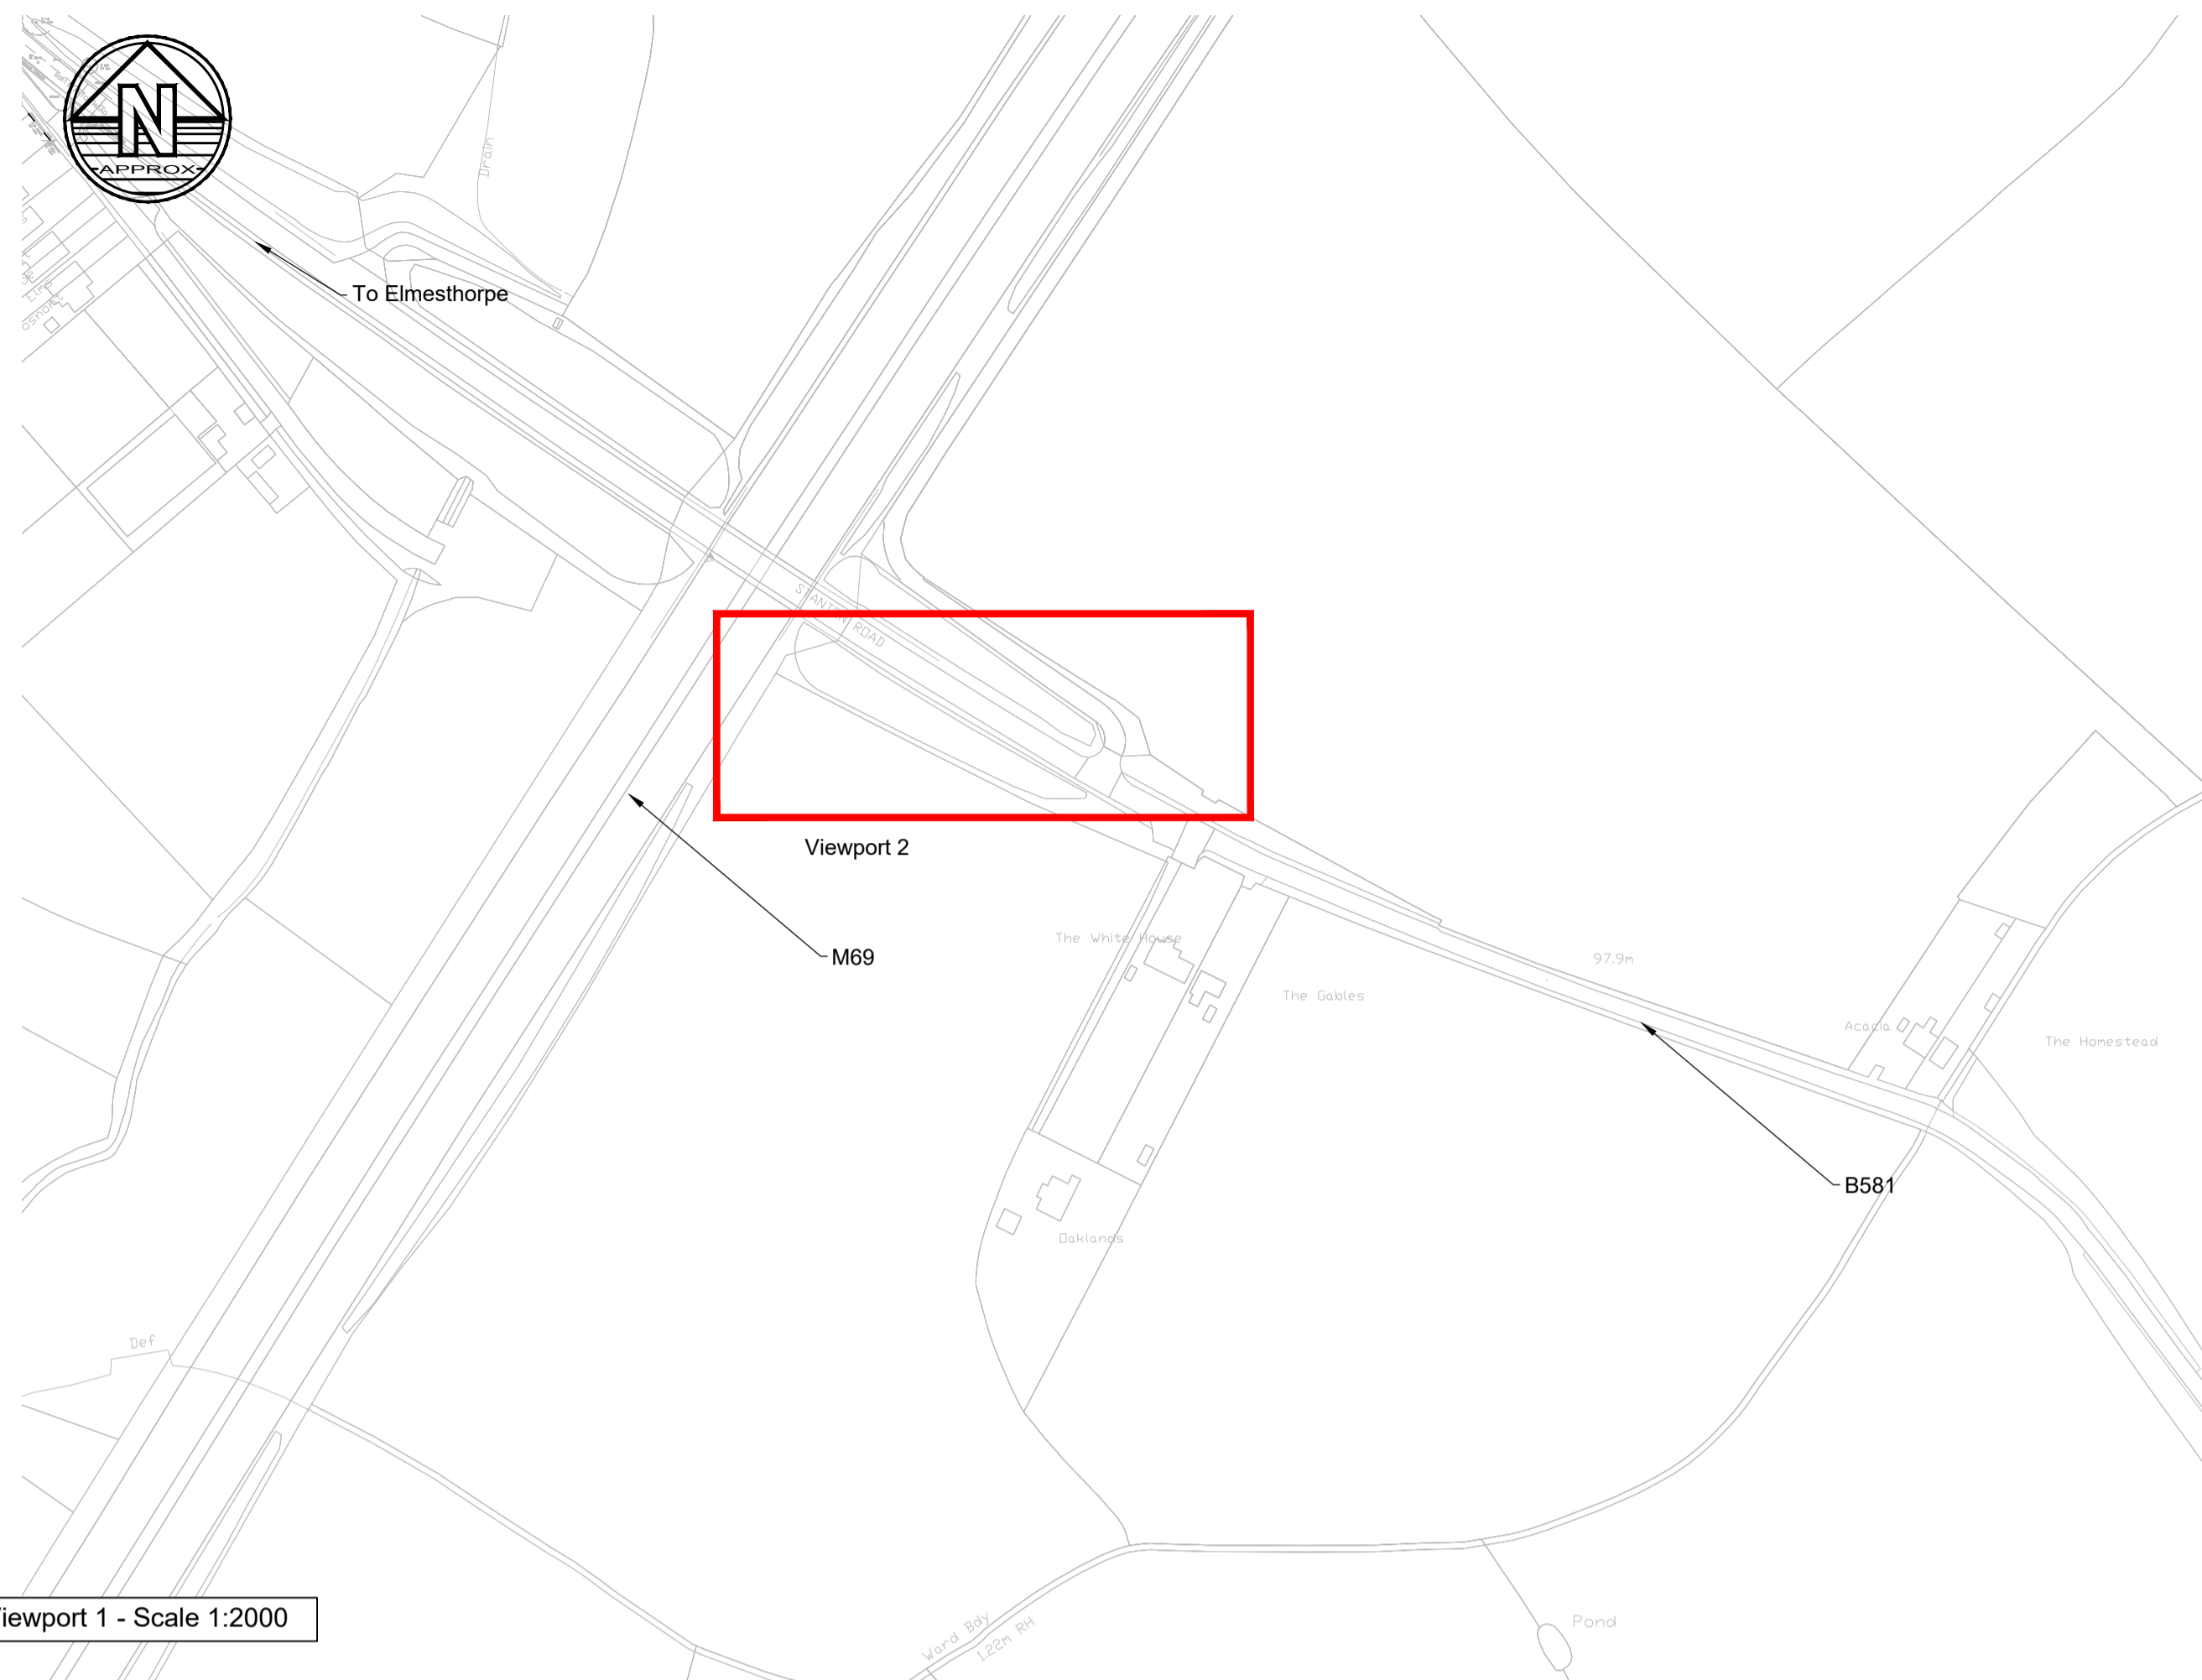 N
APPROX
Drain
To Elmesthorpe
STANTON ROAD
Viewport 2
M69
The White House
97.9m
The Gables
Acacia
The Homestead
B581
Oaklands
Def
iewport 1 - Scale 1:2000
Ward Bdy
1.22m RH
Pond